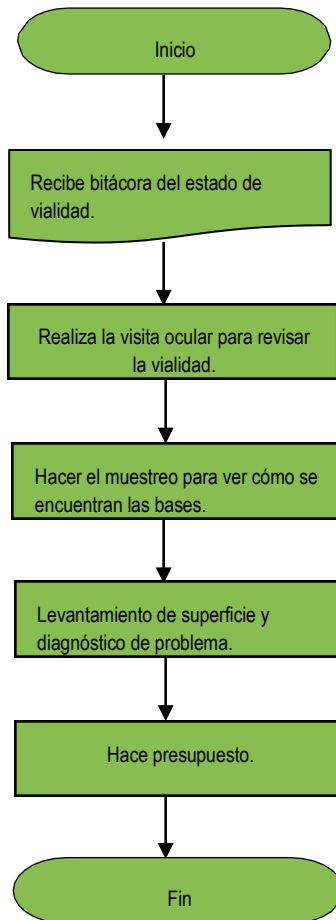 Inicio
Recibe bitácora del estado de
vialidad.
Realiza la visita ocular para revisar
la vialidad.
Hacer el muestreo para ver cómo se
encuentran las bases.
Levantamiento de superficie y
diagnóstico de problema.
Hace presupuesto.
Fin